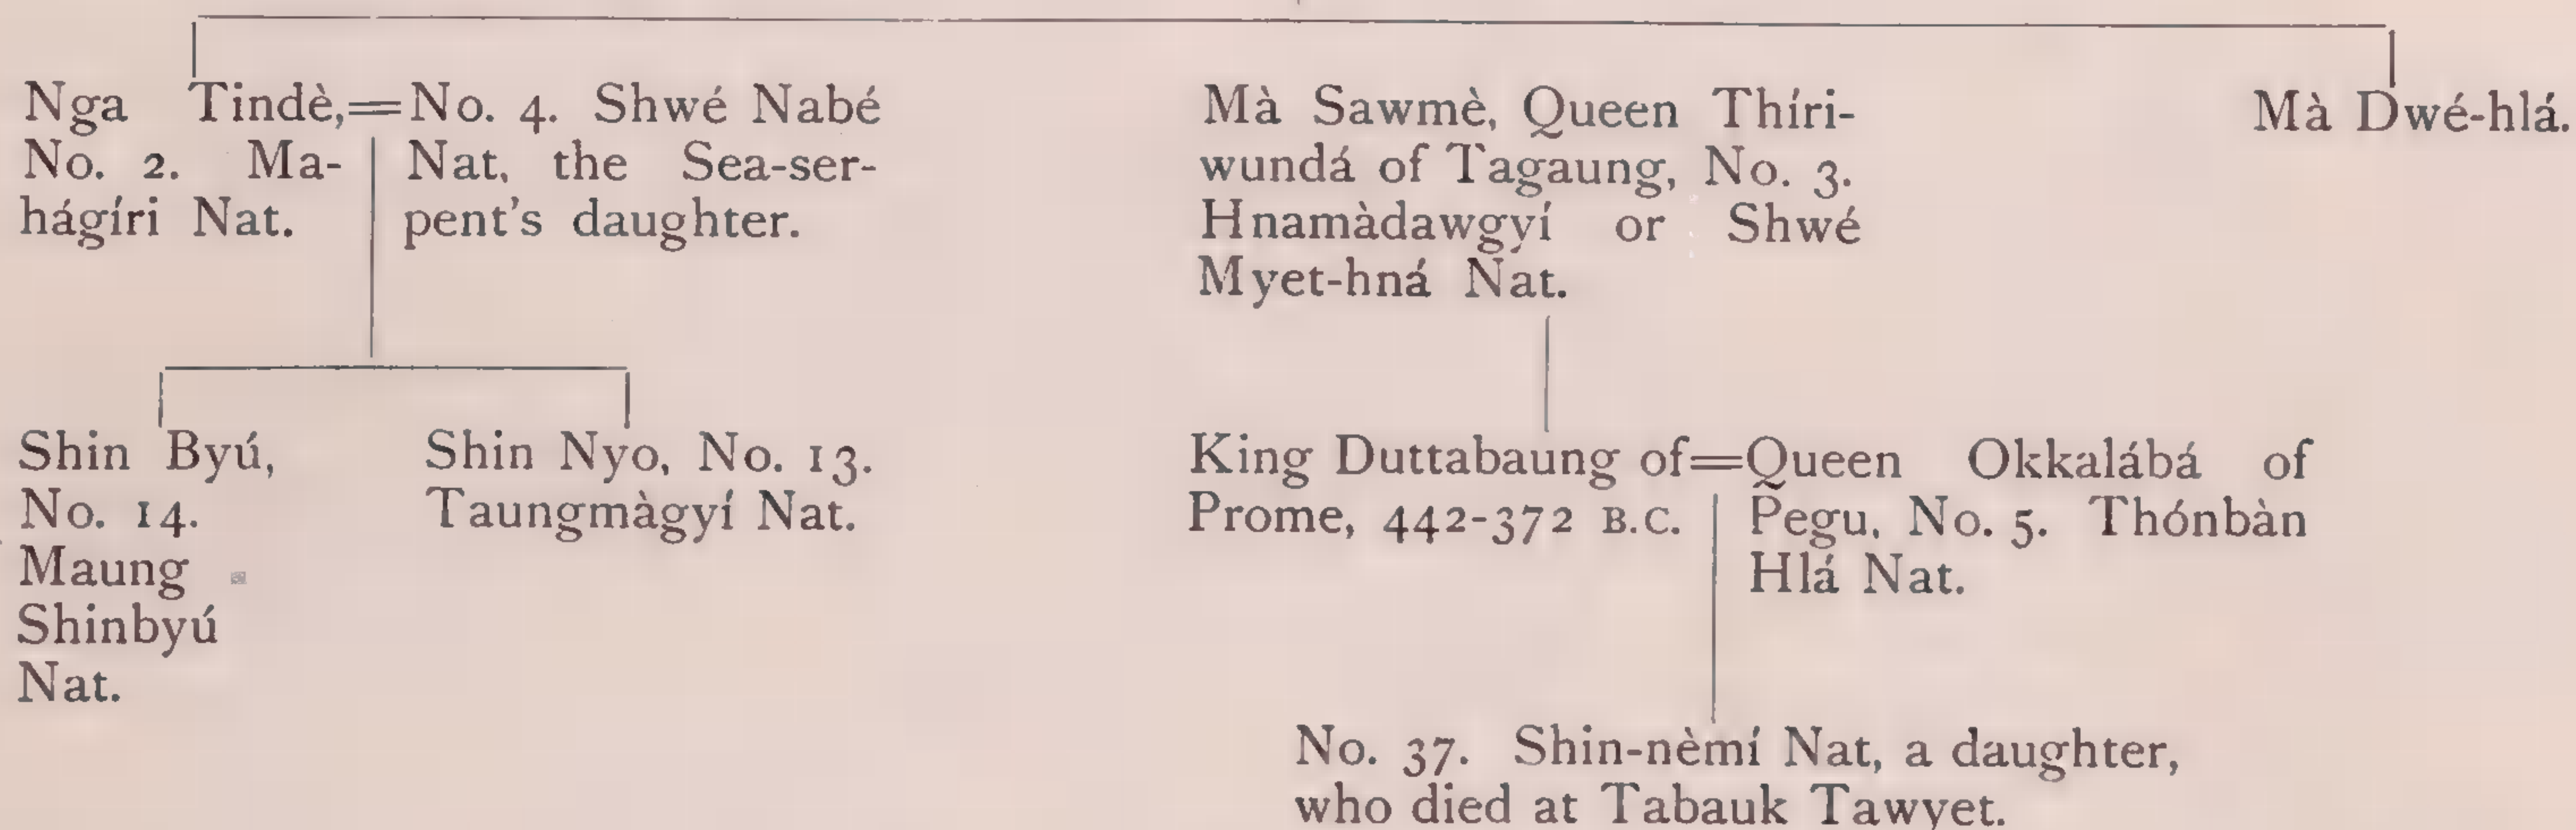 Nga Tindè,=No. 4. Shwé Nabé
No. 2. Ma- Nat, the Sea-ser-
hágíri Nat. pent's daughter.
Mà Sawmè, Queen Thíri-
wundá of Tagaung, No. 3.
Hnamàdawgyí or Shwé
Myet-hná Nat.
Mà Dwé-hlá.
Shin Byú,
No. 14.
Maung
Shinbyú
Nat.
Shin Nyo, No. 13.
Taungmàgyí Nat.
King Duttabaung of=Queen Okkalábá of
Prome, 442-372 B.C. Pegu, No. 5. Thónbàn
Hlá Nat.
No. 37. Shin-nèmí Nat, a daughter,
who died at Tabauk Tawyet.